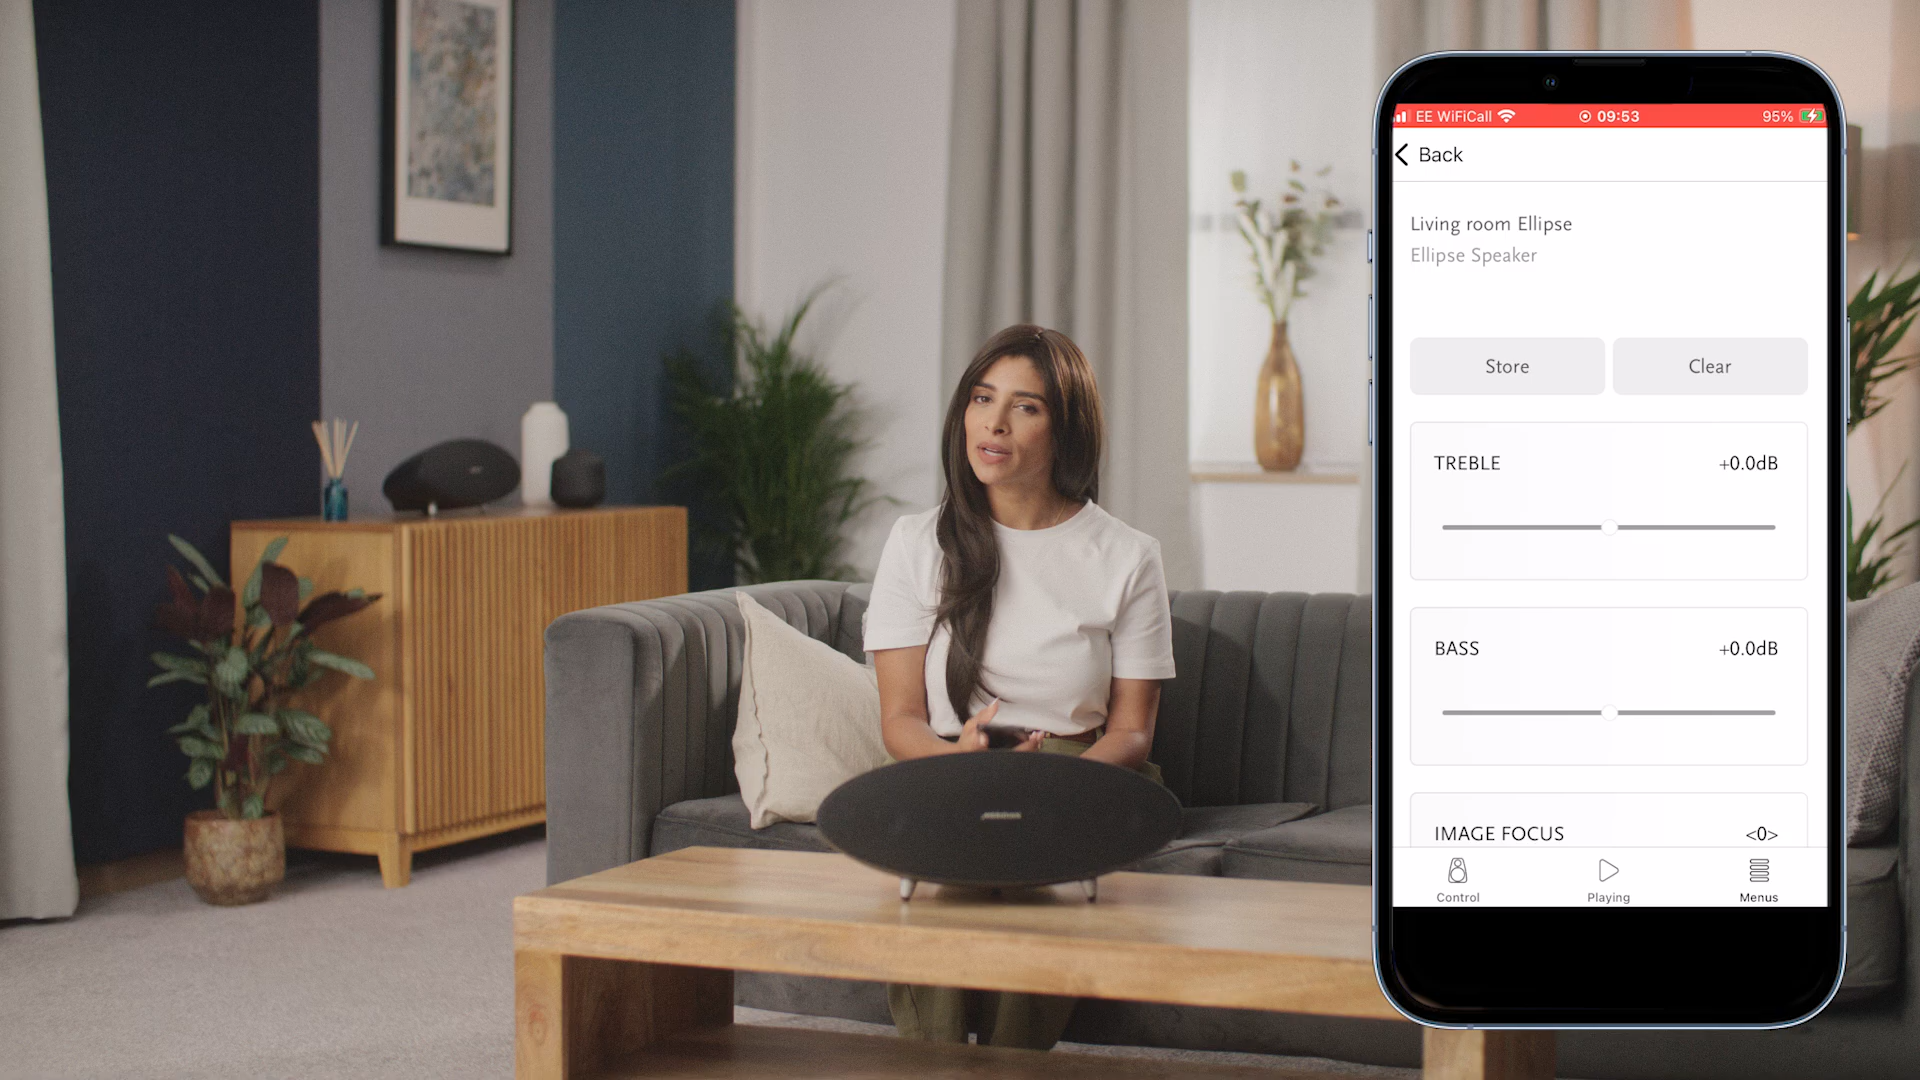 EE WiFiCall 09:53 95%
Back
Living room Ellipse
Ellipse Speaker
Store Clear
TREBLE +0.0dB
BASS +0.0dB
IMAGE FOCUS <0>
Control Playing Menus